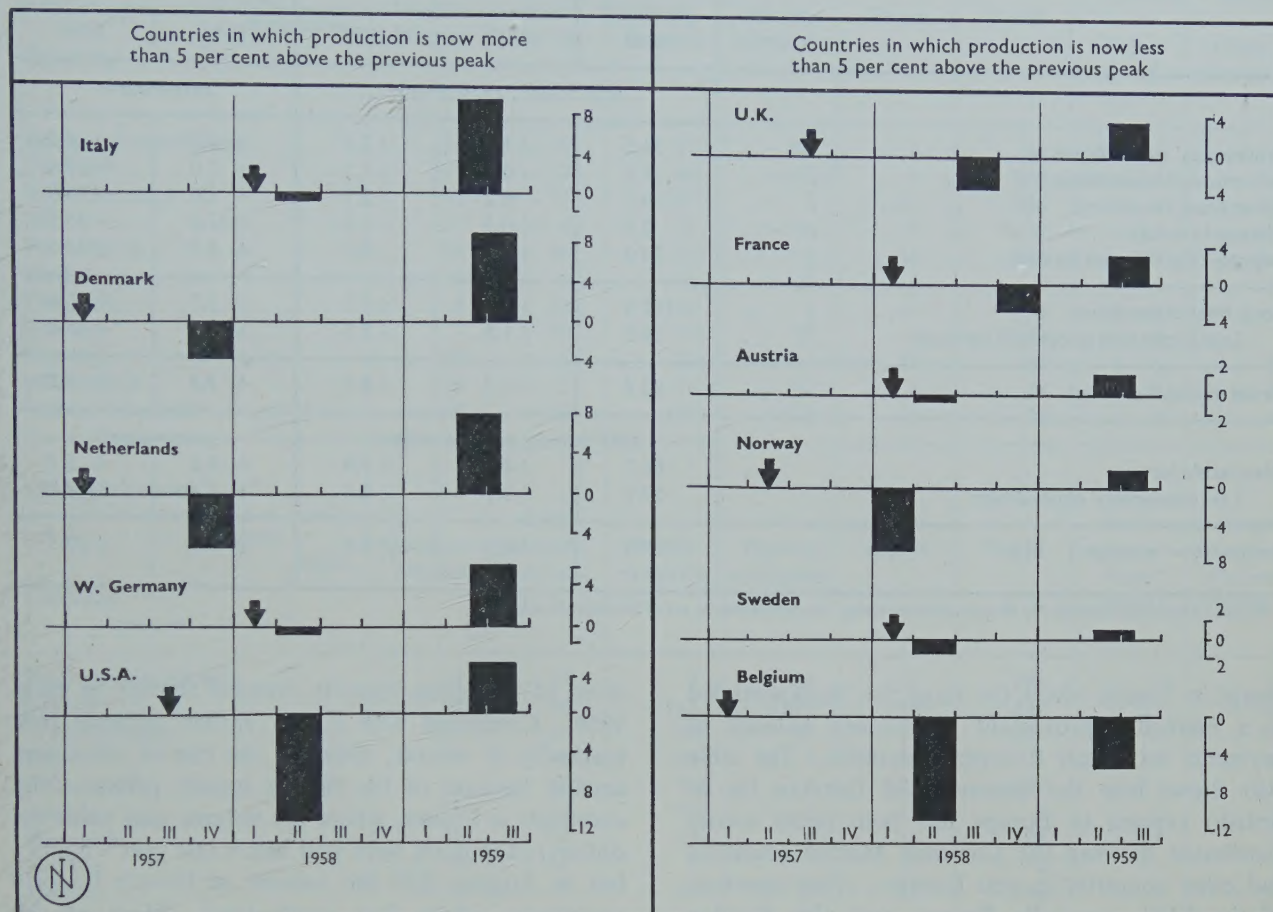 Countries in which production is now more
than 5 per cent above the previous peak
Italy
8
4
0
Denmark
8
4
0
4
Netherlands
8
4
0
4
W. Germany
4
0
U.S.A.
4
0
4
8
12
I II III IV I II III IV I II III
1957 1958 1959
NI
Countries in which production is now less
than 5 per cent above the previous peak
U.K.
4
0
4
France
4
0
4
Austria
2
0
2
Norway
0
4
8
Sweden
2
0
2
Belgium
0
4
8
12
I II III IV I II III IV I II III
1957 1958 1959